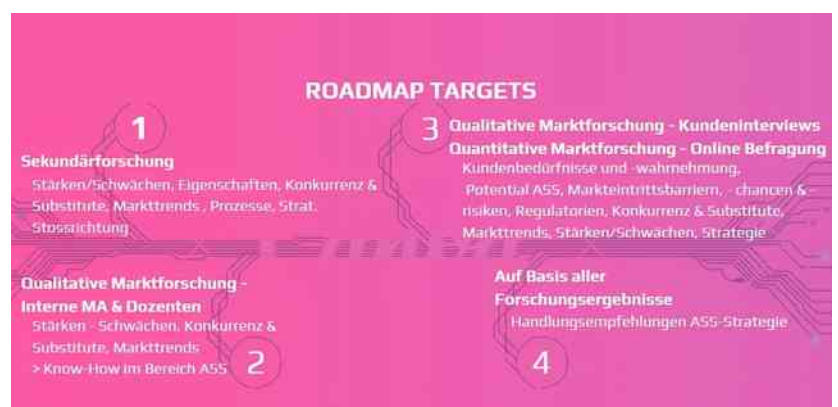 ROADMAP TARGETS
1
Sekundärforschung
Stärken/Schwächen, Eigenschaften, Konkurrenz &
Substitute, Markttrends , Prozesse, Strat.
Stossrichtung
Qualitative Marktforschung -
Interne MA & Dozenten
Stärken - Schwächen, Konkurrenz &
Substitute, Markttrends
> Know-How im Bereich ASS
2
3
Qualitative Marktforschung - Kundeninterviews
Quantitative Marktforschung - Online Befragung
Kundenbedürfnisse und -wahrnehmung,
Potential ASS, Markteintrittsbarriern, - chancen & -
risiken, Regulatorien, Konkurrenz & Substitute,
Markttrends, Stärken/Schwächen, Strategie
Auf Basis aller
Forschungsergebnisse
Handlungsempfehlungen ASS-Strategie
4